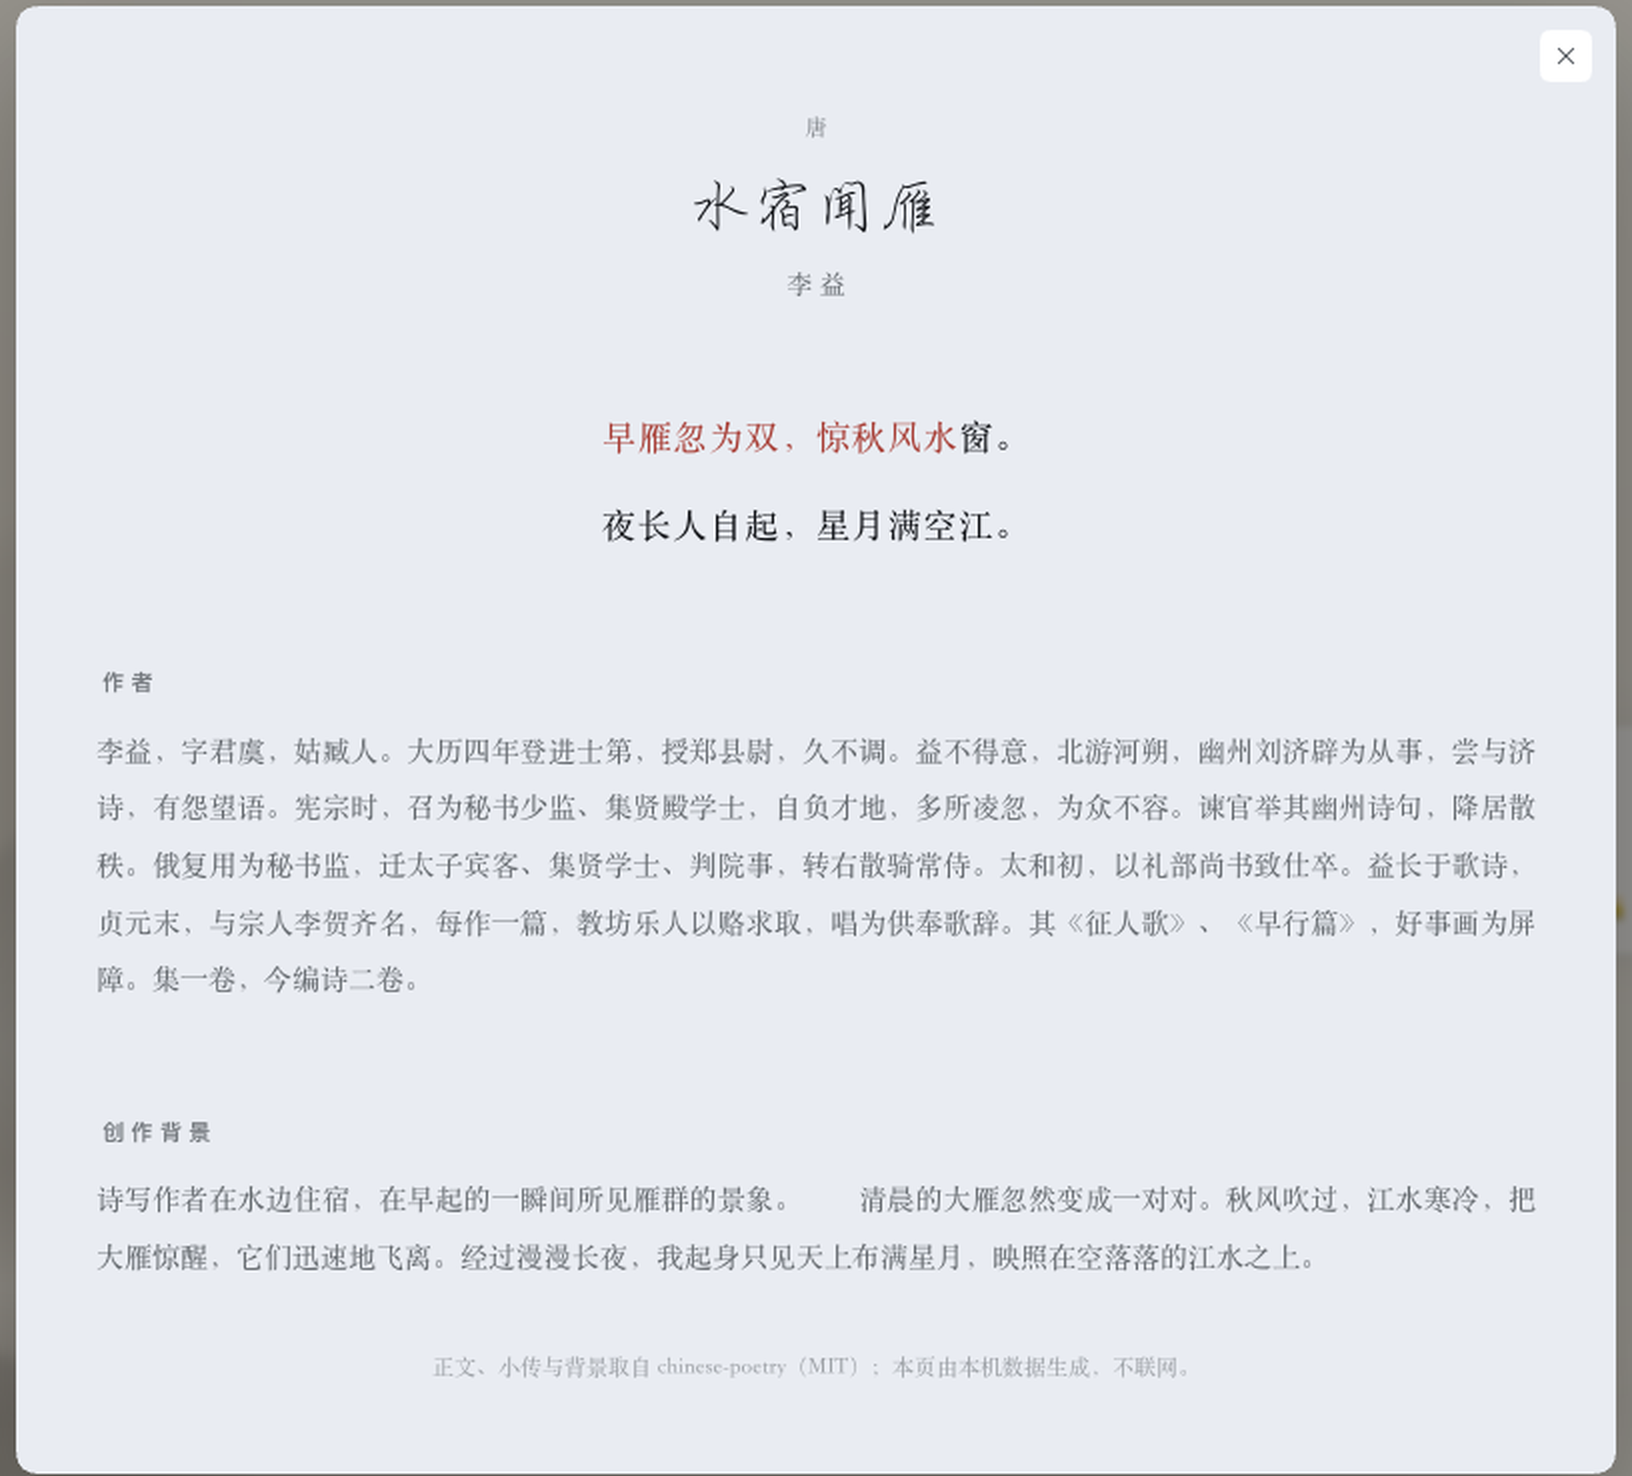 唐
水宿闻雁
李益
早雁忽为双，惊秋风水窗。
夜长人自起，星月满空江。
作者
李益，字君虞，姑臧人。大历四年登进士第，授郑县尉，久不调。益不得意，北游河朔，幽州刘济辟为从事，尝与济
诗，有怨望语。宪宗时，召为秘书少监、集贤殿学士，自负才地，多所凌忽，为众不容。谏官举其幽州诗句，降居散
秩。俄复用为秘书监，迁太子宾客、集贤学士、判院事，转右散骑常侍。太和初，以礼部尚书致仕卒。益长于歌诗，
贞元末，与宗人李贺齐名，每作一篇，教坊乐人以赂求取，唱为供奉歌辞。其《征人歌》、《早行篇》，好事画为屏
障。集一卷，今编诗二卷。
创作背景
诗写作者在水边住宿，在早起的一瞬间所见雁群的景象。　　清晨的大雁忽然变成一对对。秋风吹过，江水寒冷，把
大雁惊醒，它们迅速地飞离。经过漫漫长夜，我起身只见天上布满星月，映照在空落落的江水之上。
正文、小传与背景取自 chinese-poetry（MIT）；本页由本机数据生成，不联网。